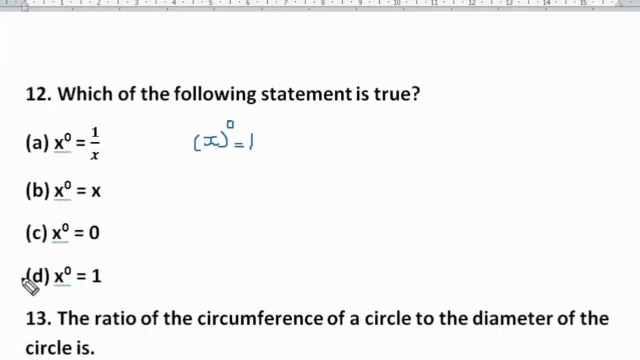 12. Which of the following statement is true?
(a) x⁰ = 1/x
(x)⁰ = 1
(b) x⁰ = x
(c) x⁰ = 0
(d) x⁰ = 1
13. The ratio of the circumference of a circle to the diameter of the
circle is.